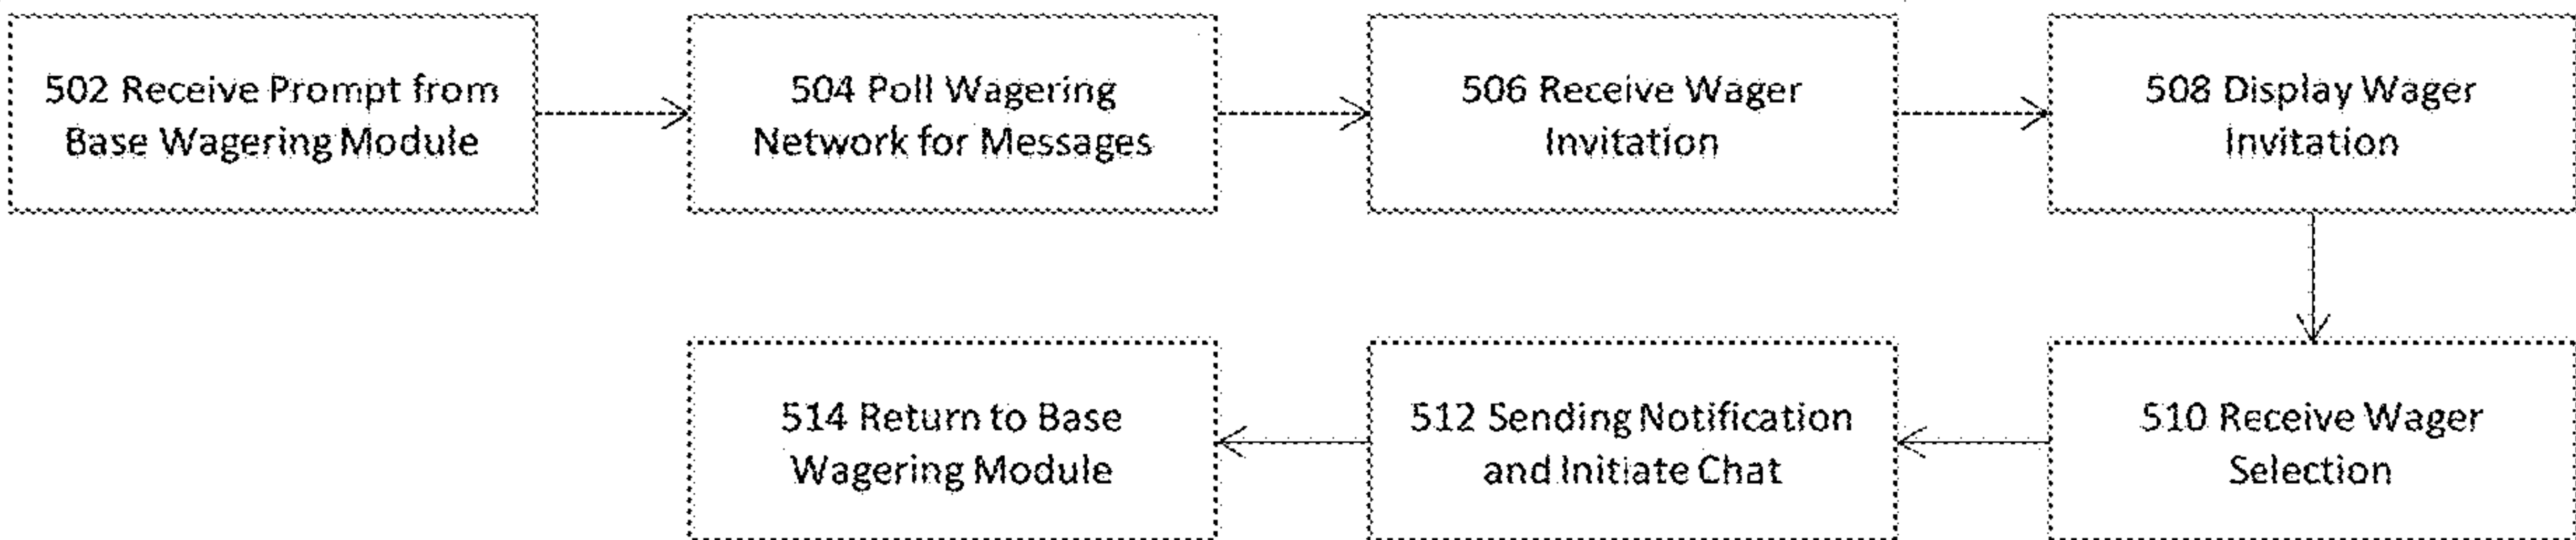 502 Receive Prompt from
Base Wagering Module
504 Poll Wagering
Network for Messages
506 Receive Wager
Invitation
508 Display Wager
Invitation
510 Receive Wager
Selection
512 Sending Notification
and Initiate Chat
514 Return to Base
Wagering Module